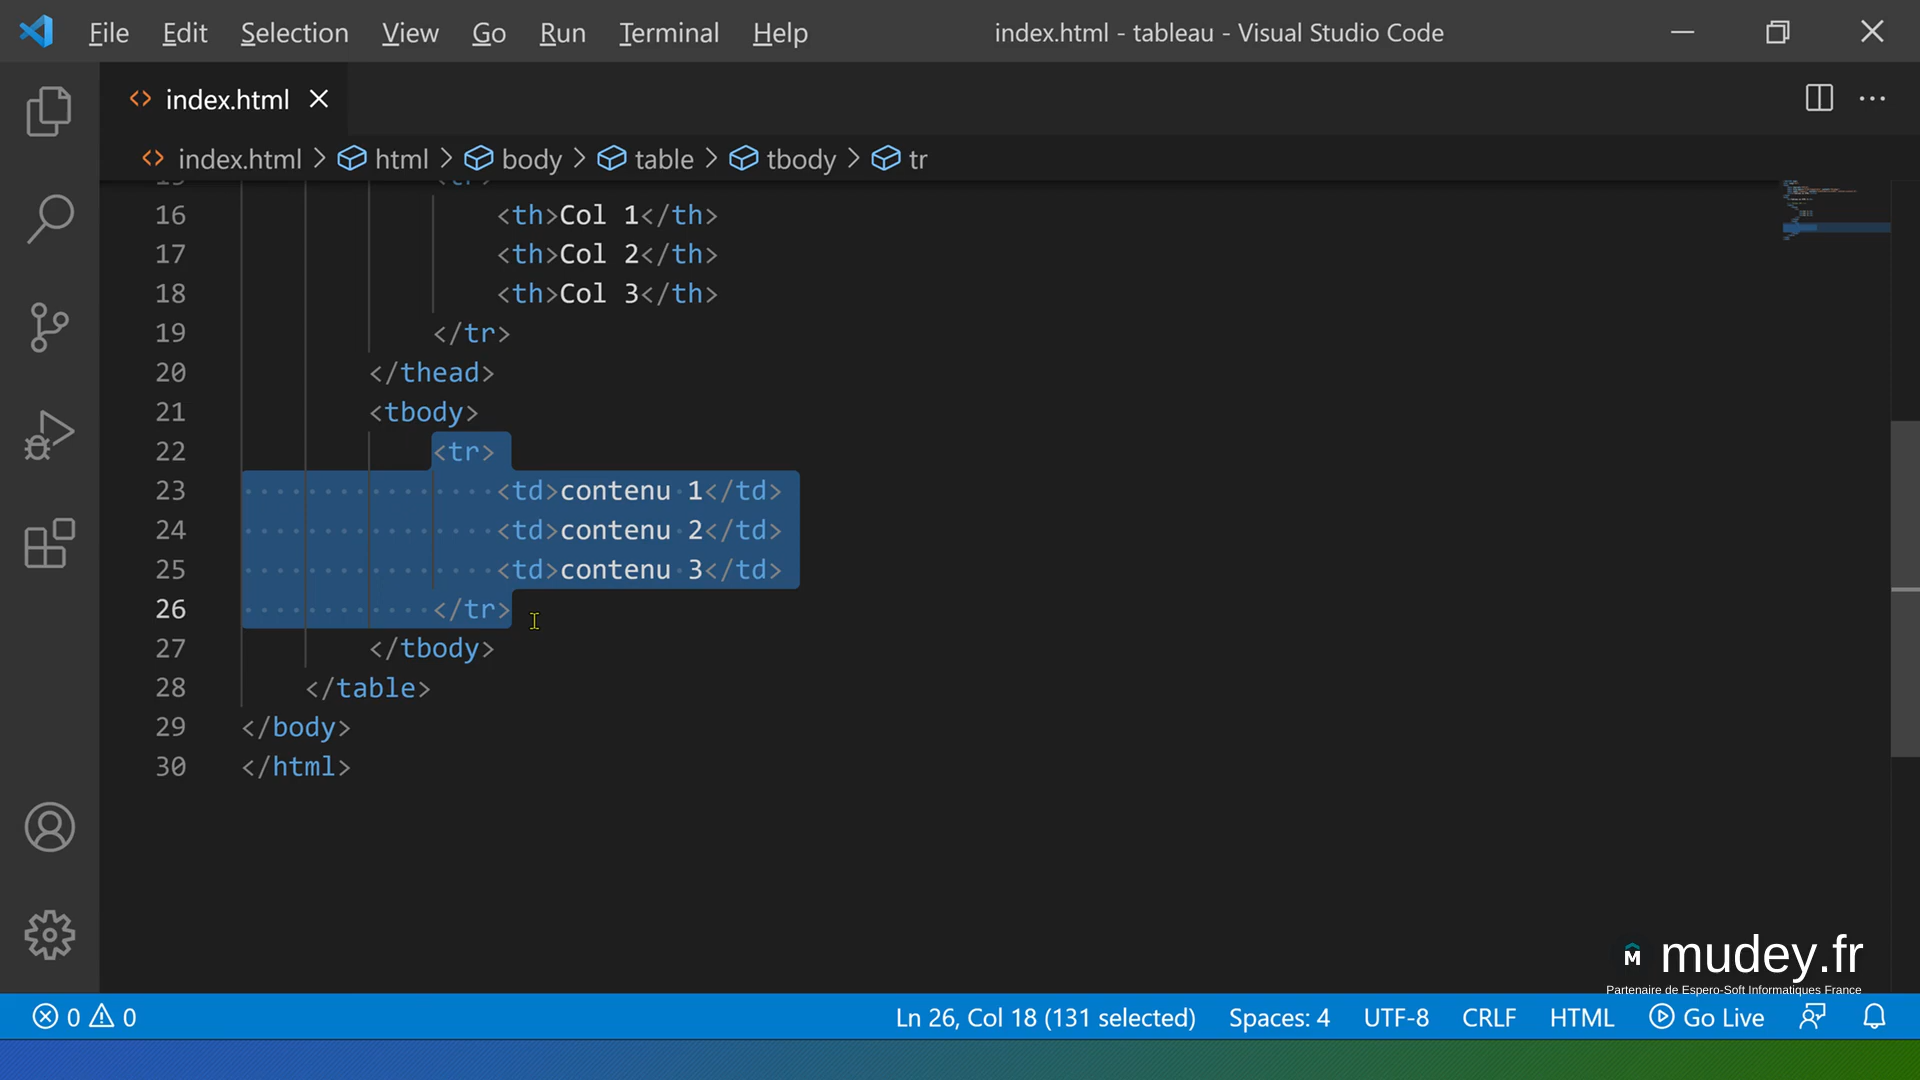 File Edit Selection View Go Run Terminal Help index.html - tableau - Visual Studio Code
index.html
index.html > html > body > table > tbody > tr
15 <tr>
16 <th>Col 1</th>
17 <th>Col 2</th>
18 <th>Col 3</th>
19 </tr>
20 </thead>
21 <tbody>
22 <tr>
23 <td>contenu 1</td>
24 <td>contenu 2</td>
25 <td>contenu 3</td>
26 </tr>
27 </tbody>
28 </table>
29 </body>
30 </html>
M mudey.fr
Partenaire de Espero-Soft Informatiques France
0 0 Ln 26, Col 18 (131 selected) Spaces: 4 UTF-8 CRLF HTML Go Live